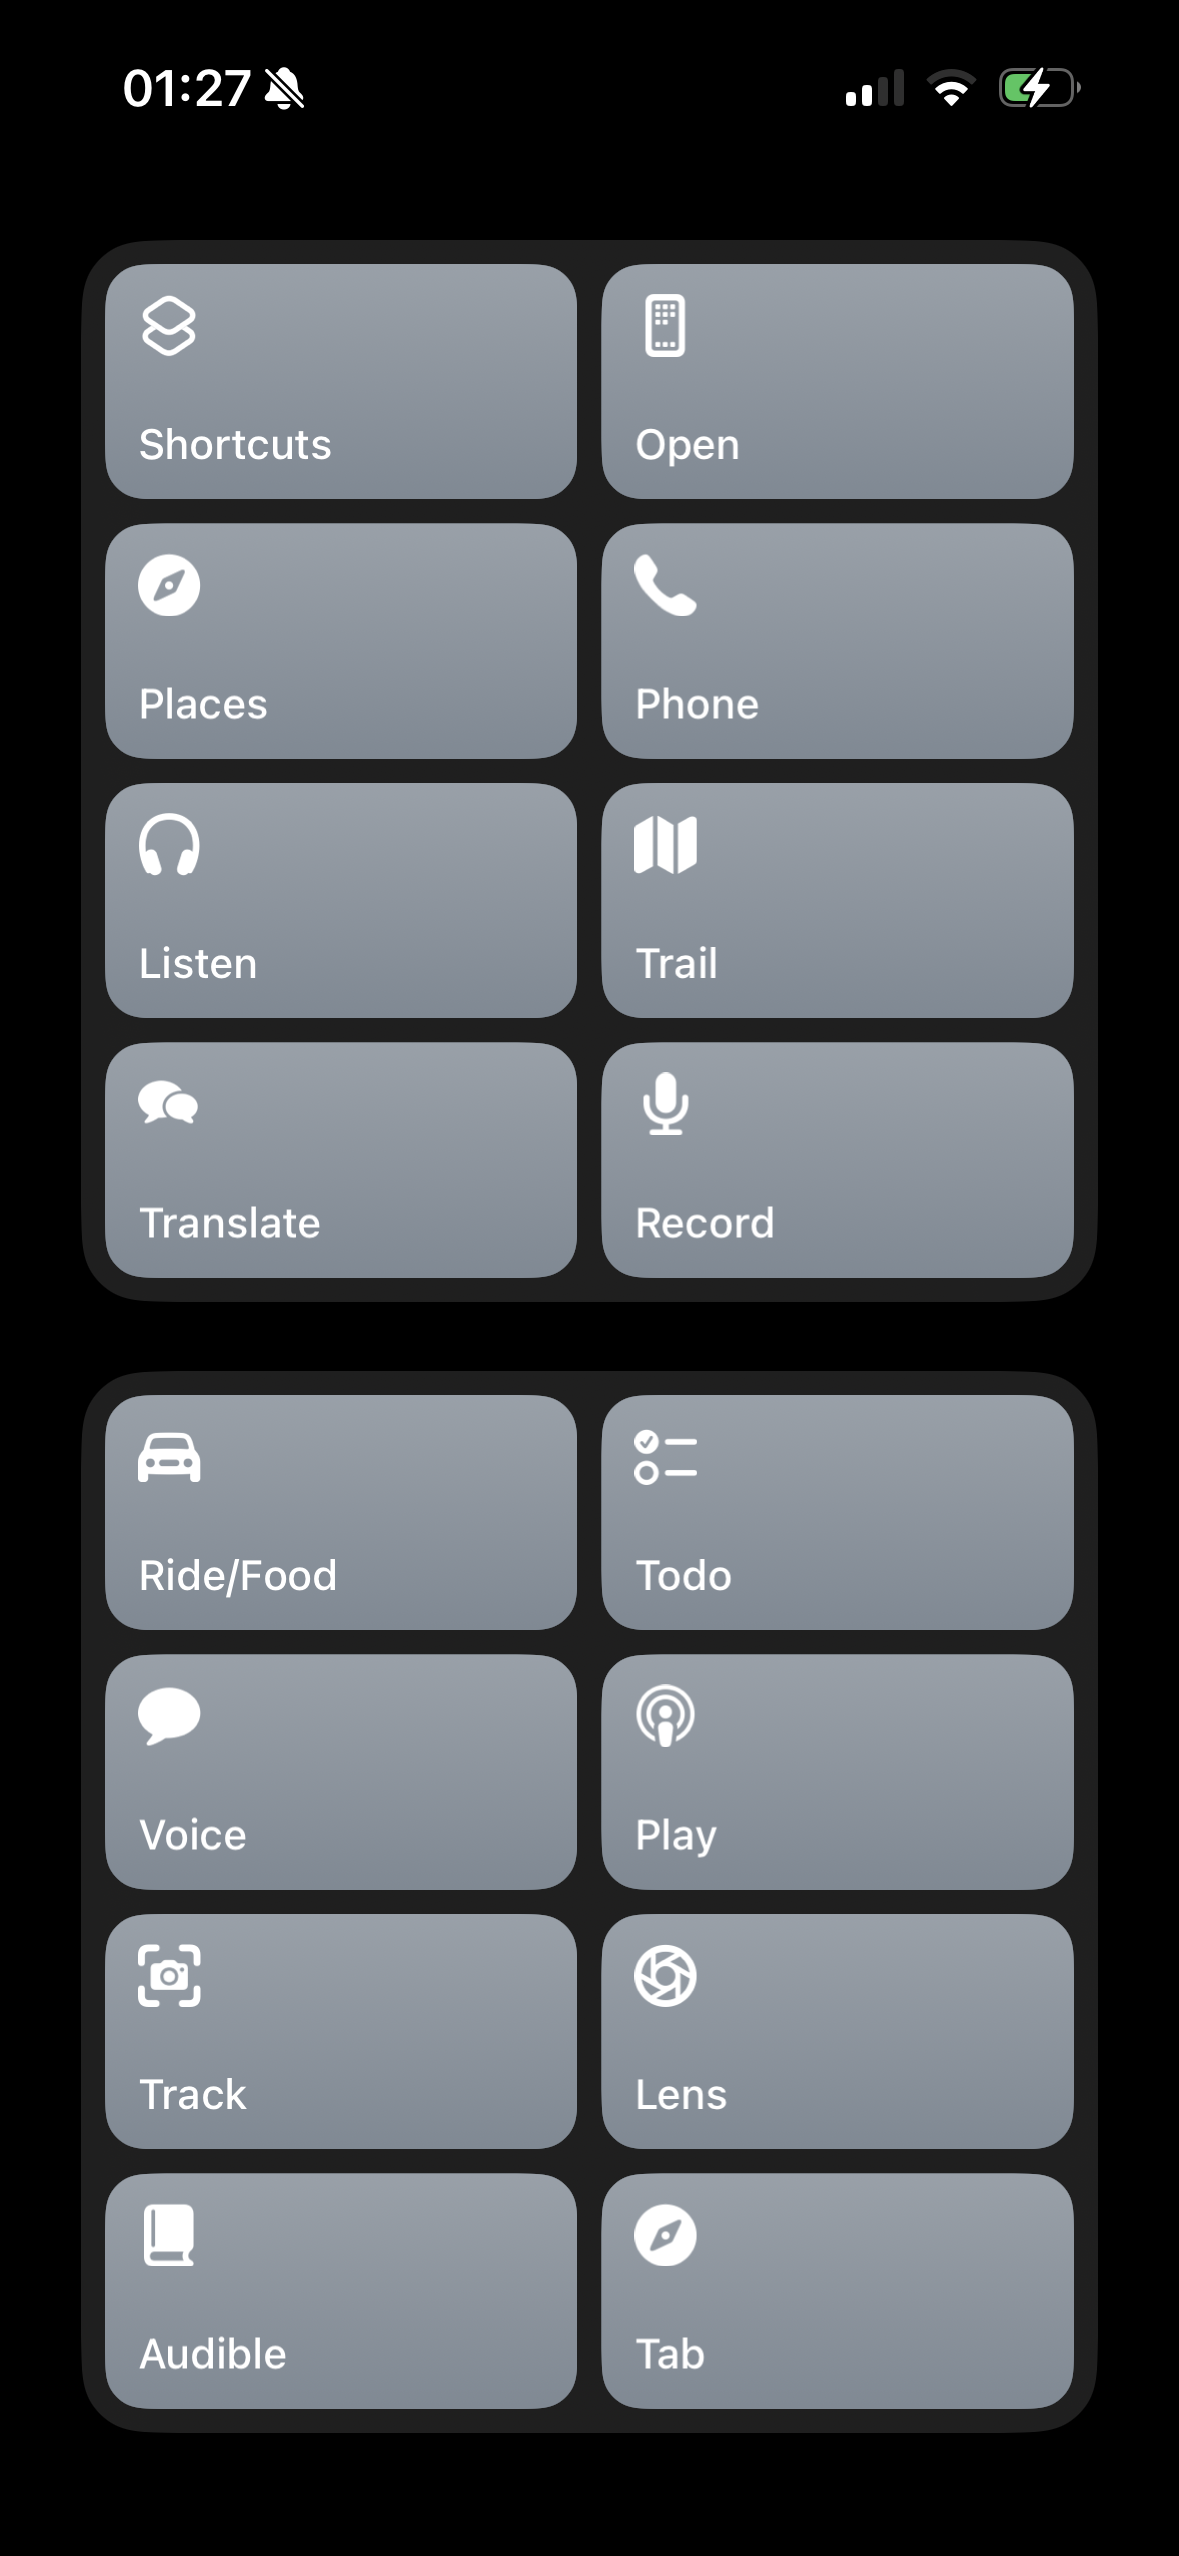 01:27
Shortcuts
Open
Places
Phone
Listen
Trail
Translate
Record
Ride/Food
Todo
Voice
Play
Track
Lens
Audible
Tab